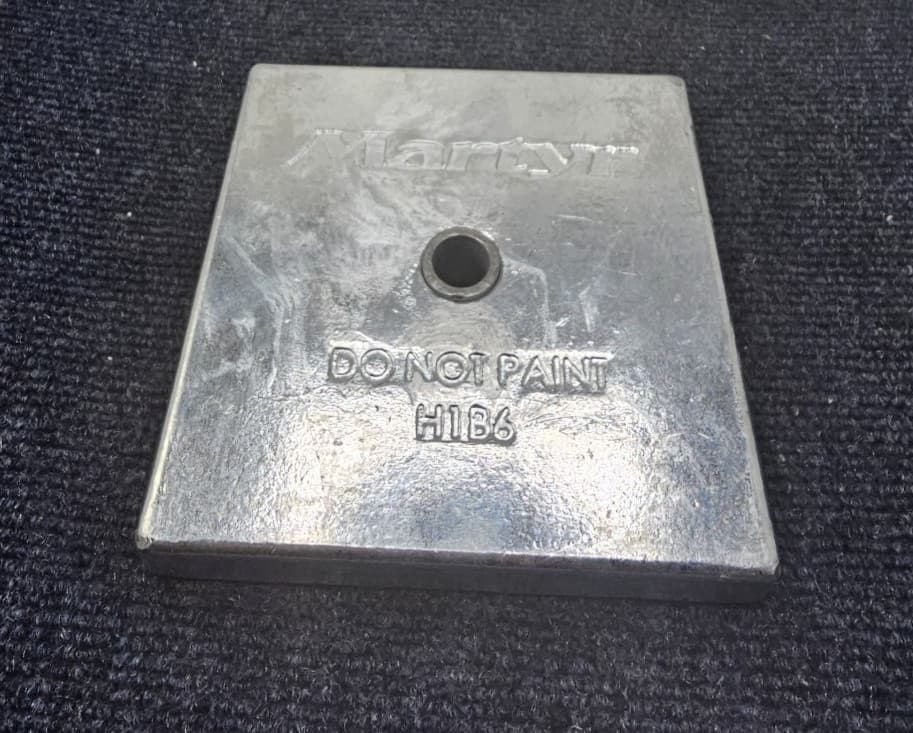 Martyr
DO NOT PAINT
H1B6